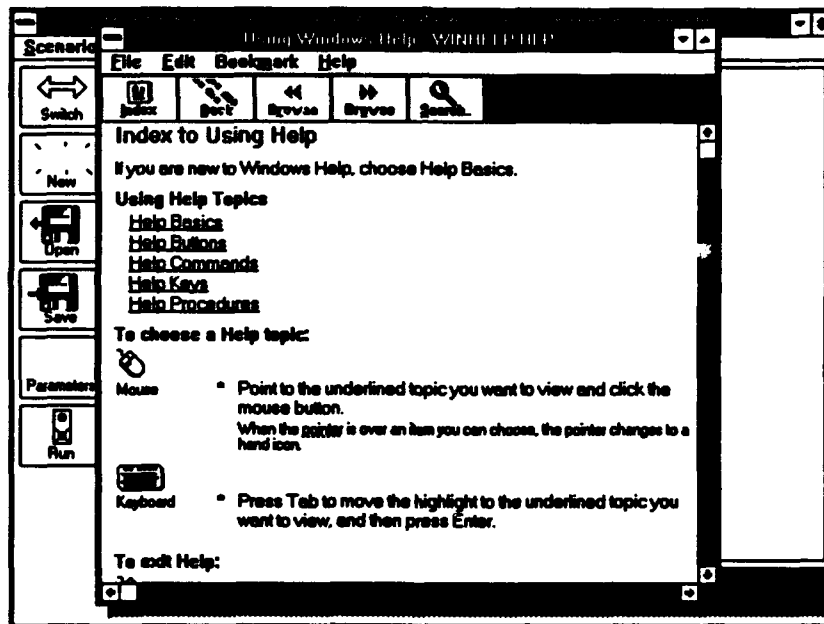 Using Windows Help - WINHELP.HLP
Scenario
File Edit Bookmark Help
Index Back Browse Browse Search...
Switch
New
Open
Save
Parameters
Run
Index to Using Help
If you are new to Windows Help, choose Help Basics.
Using Help Topics
Help Basics
Help Buttons
Help Commands
Help Keys
Help Procedures
To choose a Help topic:
Mouse
* Point to the underlined topic you want to view and click the
mouse button.
When the pointer is over an item you can choose, the pointer changes to a
hand icon.
Keyboard
* Press Tab to move the highlight to the underlined topic you
want to view, and then press Enter.
To exit Help: